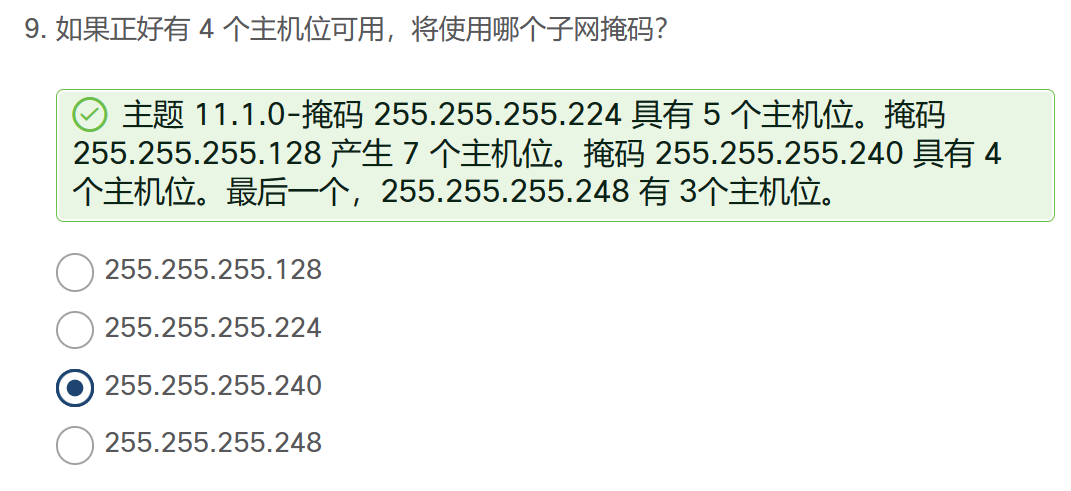 9. 如果正好有 4 个主机位可用，将使用哪个子网掩码？
主题 11.1.0-掩码 255.255.255.224 具有 5 个主机位。掩码
255.255.255.128 产生 7 个主机位。掩码 255.255.255.240 具有 4
个主机位。最后一个，255.255.255.248 有 3个主机位。
255.255.255.128
255.255.255.224
255.255.255.240
255.255.255.248